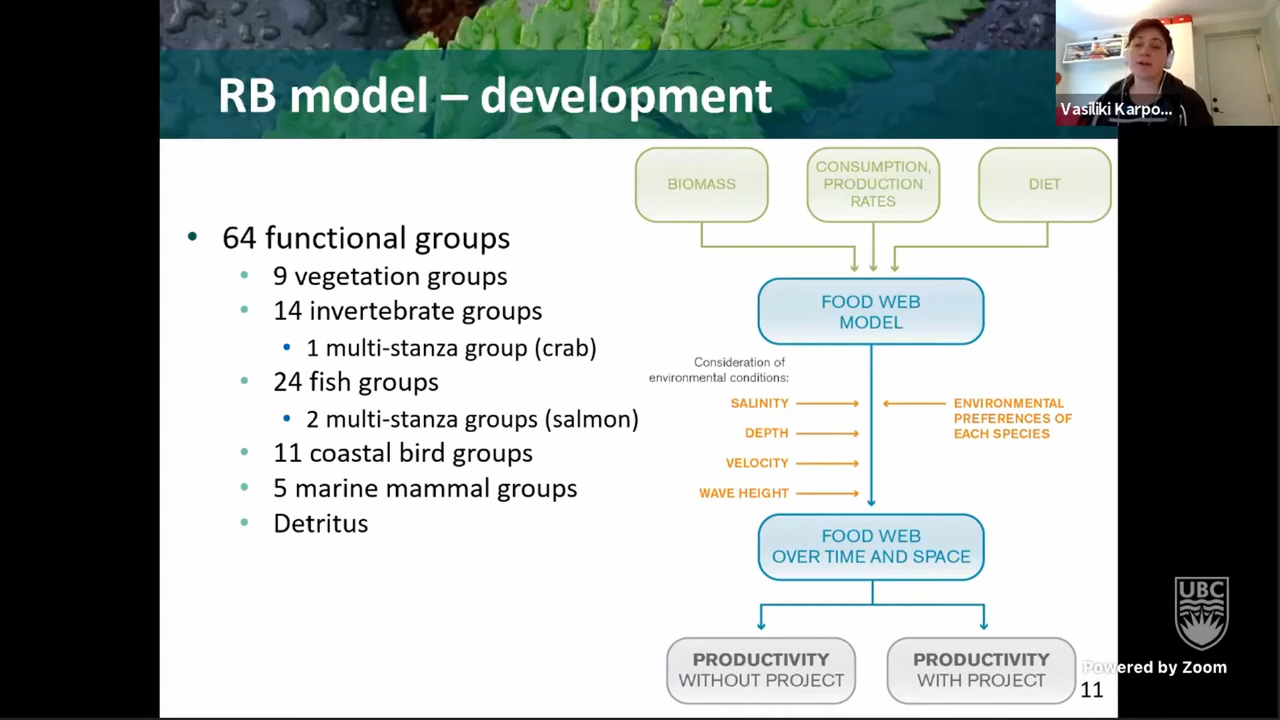 RB model – development
Vasiliki Karpo...
• 64 functional groups
• 9 vegetation groups
• 14 invertebrate groups
• 1 multi-stanza group (crab)
• 24 fish groups
• 2 multi-stanza groups (salmon)
• 11 coastal bird groups
• 5 marine mammal groups
• Detritus
BIOMASS
CONSUMPTION,
PRODUCTION
RATES
DIET
FOOD WEB
MODEL
Consideration of
environmental conditions:
SALINITY
DEPTH
VELOCITY
WAVE HEIGHT
ENVIRONMENTAL
PREFERENCES OF
EACH SPECIES
FOOD WEB
OVER TIME AND SPACE
PRODUCTIVITY
WITHOUT PROJECT
PRODUCTIVITY
WITH PROJECT
UBC
Powered by Zoom
11